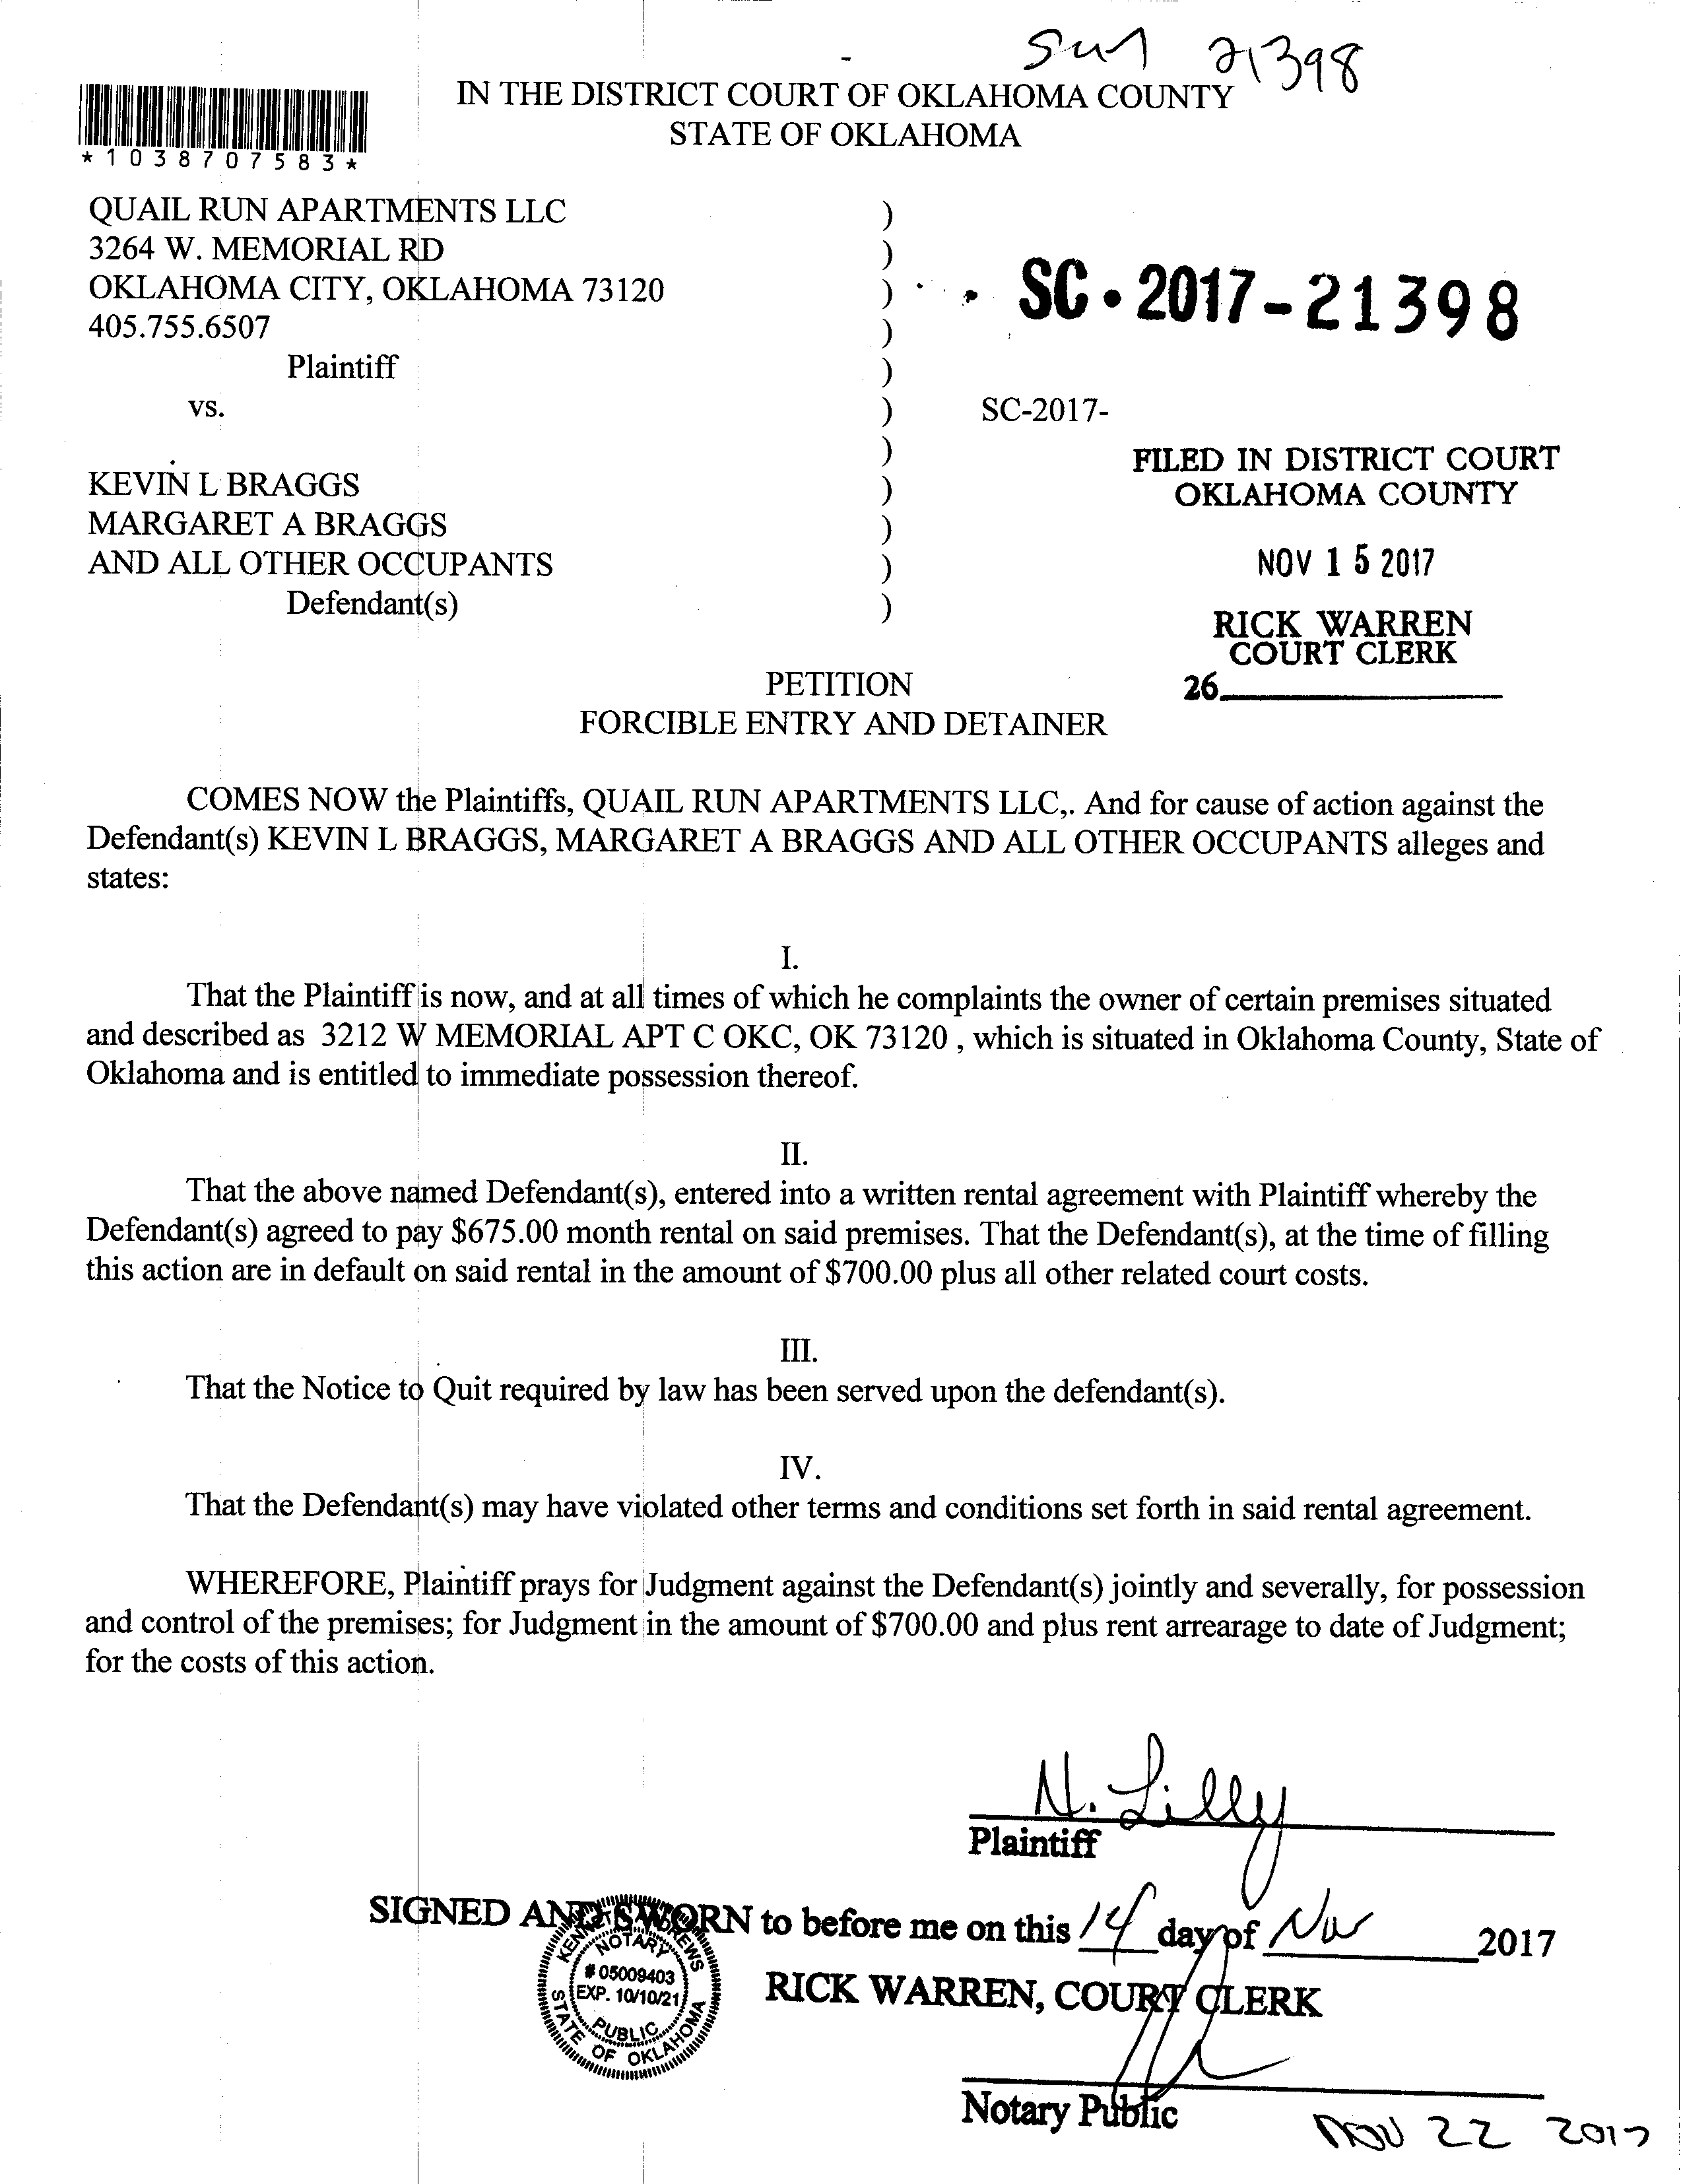 21398
IN THE DISTRICT COURT OF OKLAHOMA COUNTY
STATE OF OKLAHOMA
*1038707583*
QUAIL RUN APARTMENTS LLC )
3264 W. MEMORIAL RD )
OKLAHOMA CITY, OKLAHOMA 73120 )
SC•2017-21398
405.755.6507 )
Plaintiff )
vs. ) SC-2017-
)
FILED IN DISTRICT COURT
OKLAHOMA COUNTY
KEVIN L BRAGGS )
MARGARET A BRAGGS )
AND ALL OTHER OCCUPANTS )
NOV 15 2017
Defendant(s) )
RICK WARREN
COURT CLERK
26
PETITION
FORCIBLE ENTRY AND DETAINER
COMES NOW the Plaintiffs, QUAIL RUN APARTMENTS LLC,. And for cause of action against the
Defendant(s) KEVIN L BRAGGS, MARGARET A BRAGGS AND ALL OTHER OCCUPANTS alleges and
states:
I.
That the Plaintiff is now, and at all times of which he complaints the owner of certain premises situated
and described as 3212 W MEMORIAL APT C OKC, OK 73120 , which is situated in Oklahoma County, State of
Oklahoma and is entitled to immediate possession thereof.
II.
That the above named Defendant(s), entered into a written rental agreement with Plaintiff whereby the
Defendant(s) agreed to pay $675.00 month rental on said premises. That the Defendant(s), at the time of filling
this action are in default on said rental in the amount of $700.00 plus all other related court costs.
III.
That the Notice to Quit required by law has been served upon the defendant(s).
IV.
That the Defendant(s) may have violated other terms and conditions set forth in said rental agreement.
WHEREFORE, Plaintiff prays for Judgment against the Defendant(s) jointly and severally, for possession
and control of the premises; for Judgment in the amount of $700.00 and plus rent arrearage to date of Judgment;
for the costs of this action.
N. Lilly
Plaintiff
SIGNED AND SWORN to before me on this 14 day of Nov 2017
NOTARY
# 05009403
EXP. 10/10/21
PUBLIC
STATE OF OKLAHOMA
RICK WARREN, COURT CLERK
Notary Public
NOV 22 2017